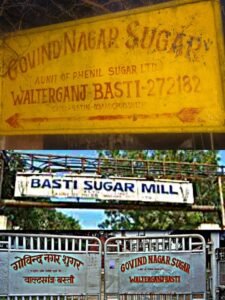 GOVIND NAGAR SUGAR
A UNIT OF PHENIL SUGAR LTD.
WALTERGANJ BASTI-272182
BASTI SUGAR MILL
गोविन्द नगर शुगर
वाल्टरगंज बस्ती
GOVIND NAGAR SUGAR
WALTERGANJ BASTI